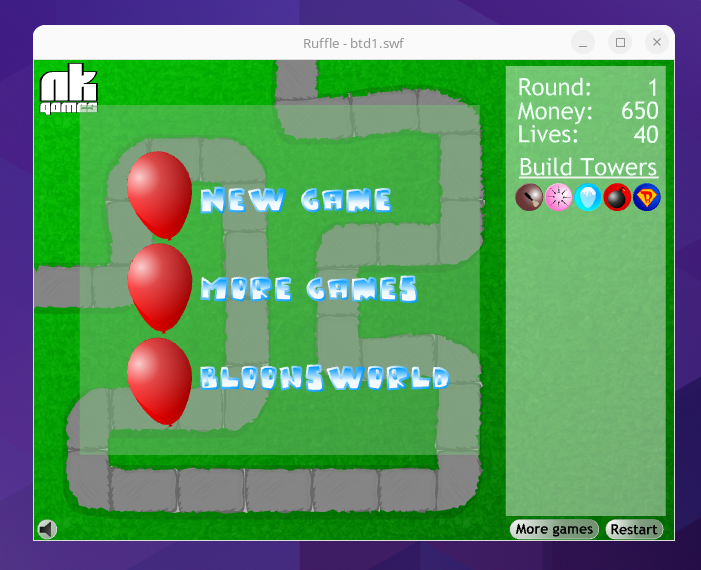 Ruffle - btd1.swf
nk
games
Round: 1
Money: 650
Lives: 40
Build Towers
NEW GAME
MORE GAMES
BLOONSWORLD
More games
Restart